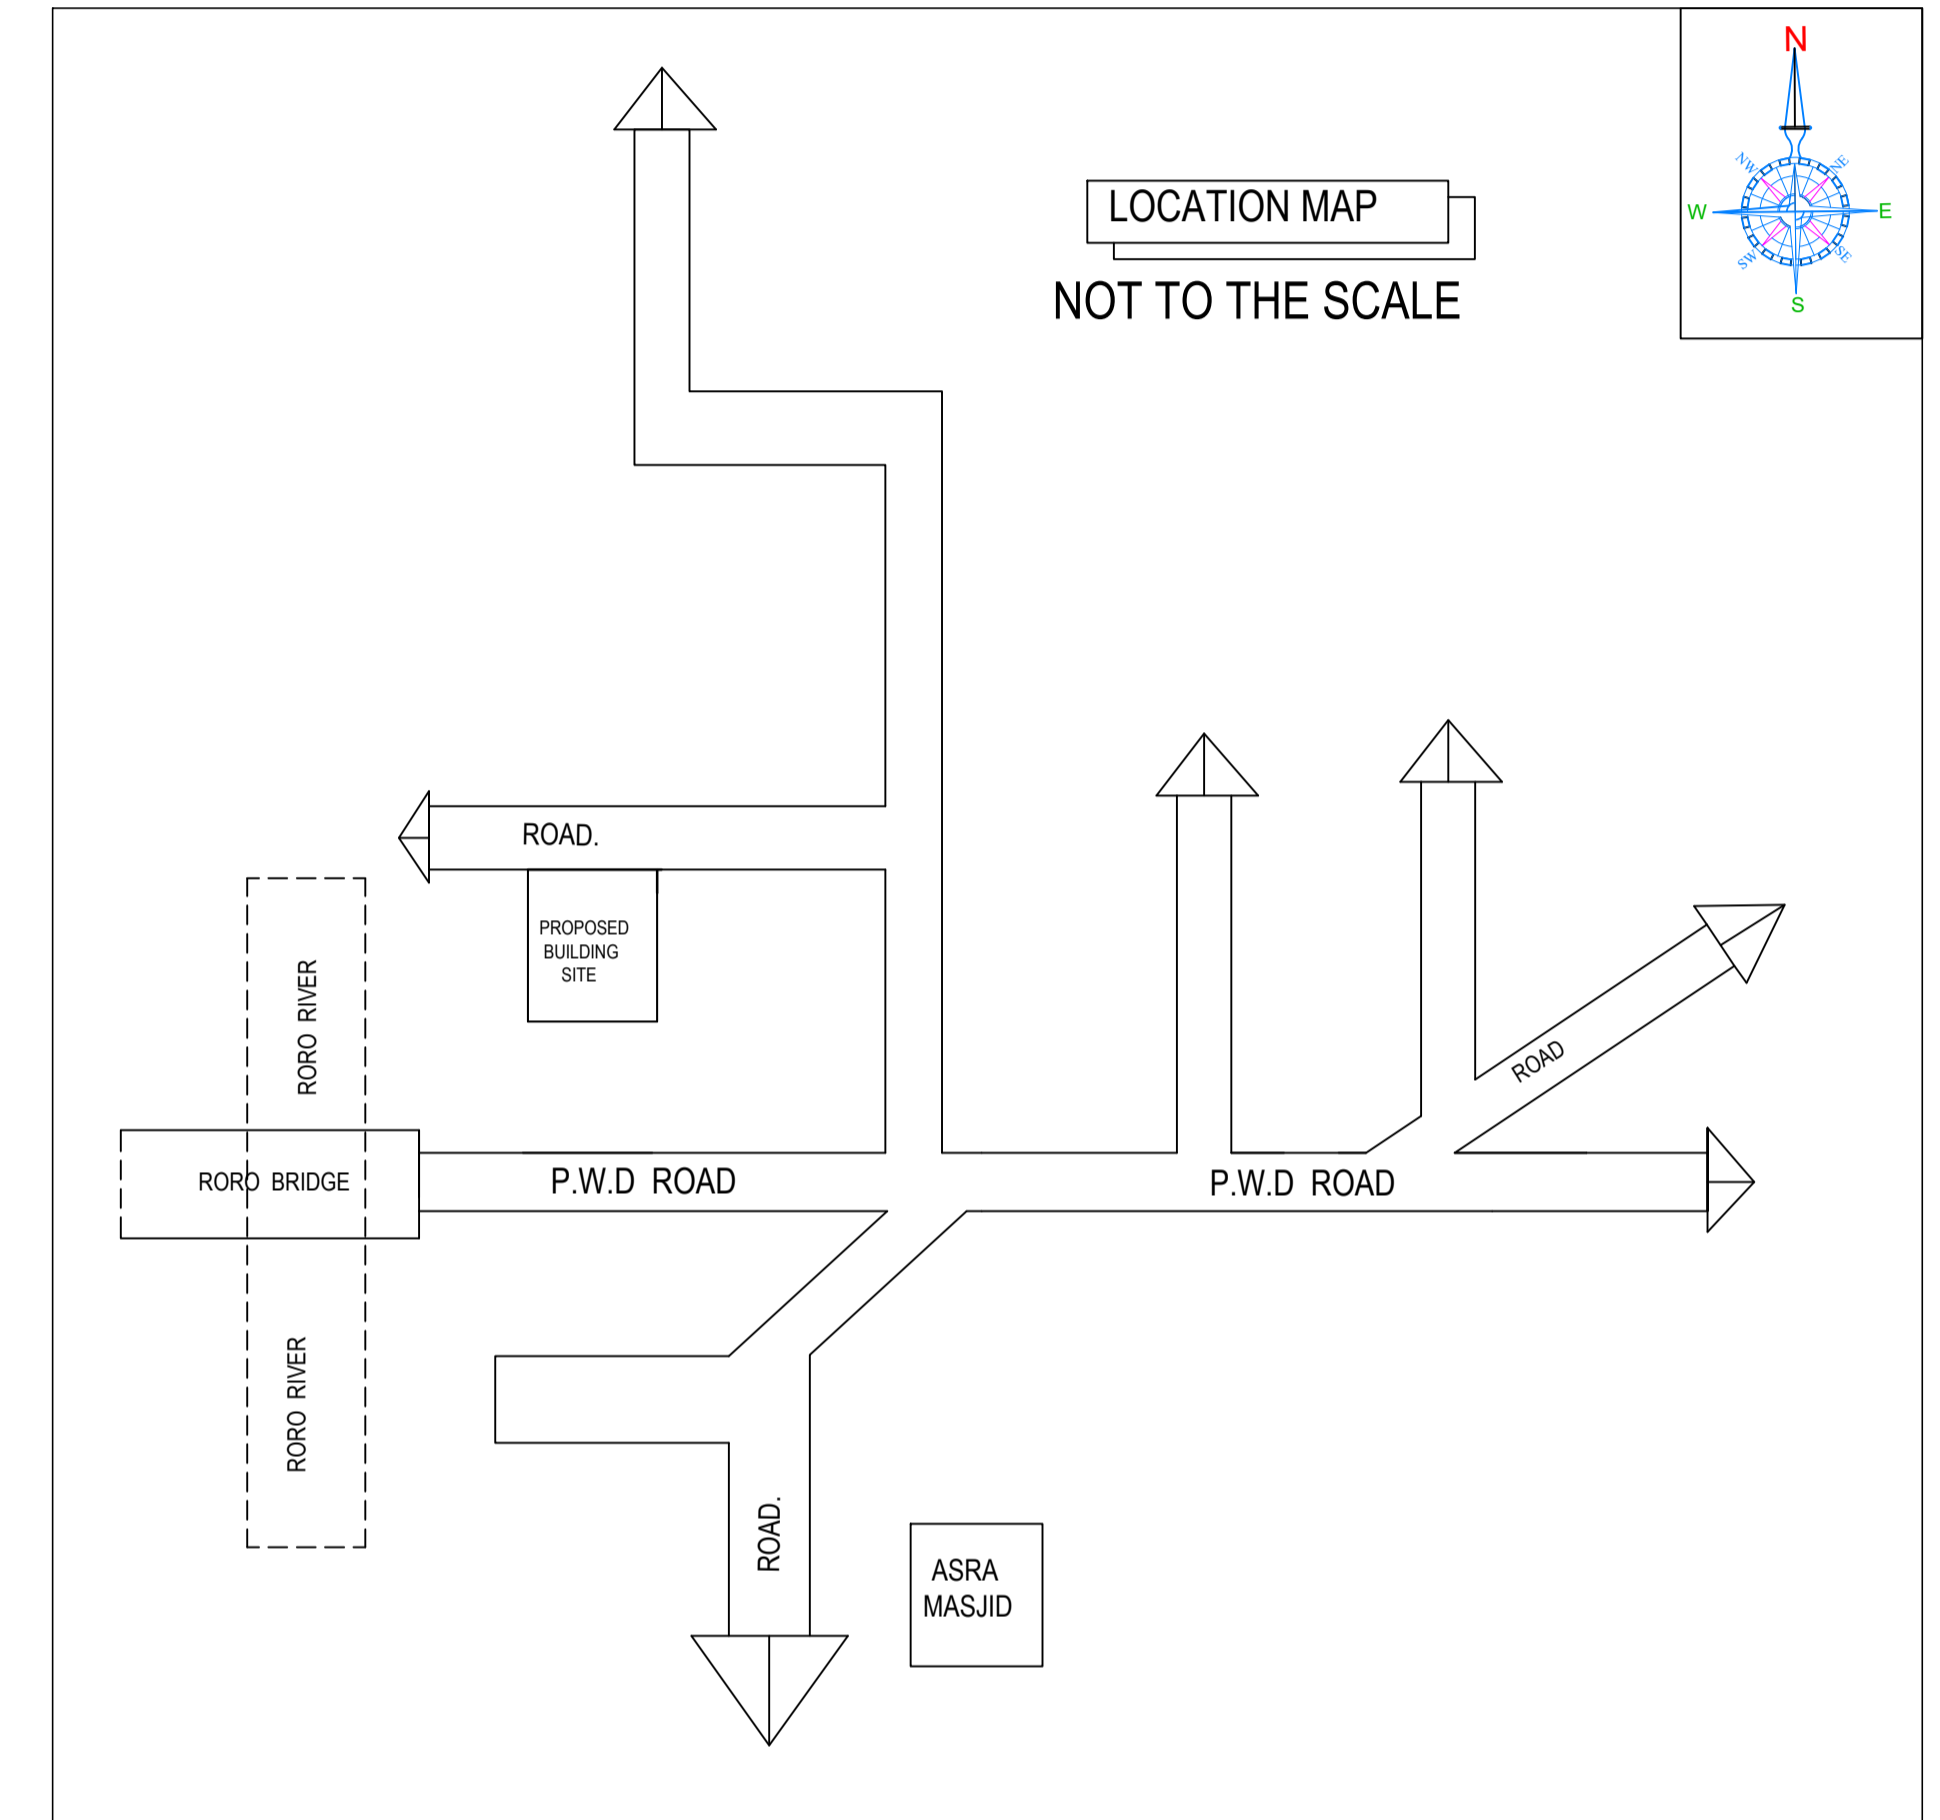 N
NW
NE
W
E
SW
SE
S
LOCATION MAP
NOT TO THE SCALE
ROAD.
PROPOSED
BUILDING
SITE
RORO RIVER
ROAD
RORO BRIDGE
P.W.D ROAD
P.W.D ROAD
RORO RIVER
ROAD.
ASRA
MASJID